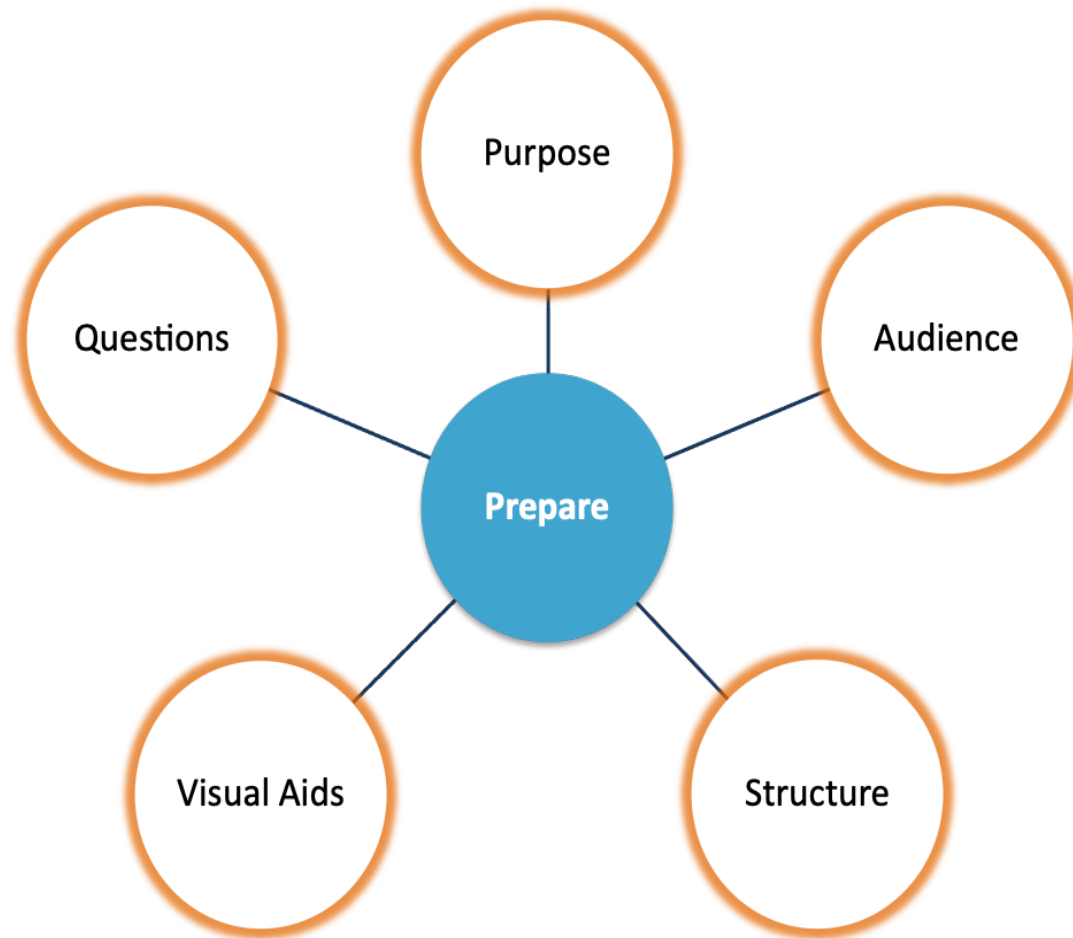 Purpose
Questions
Audience
Prepare
Visual Aids
Structure